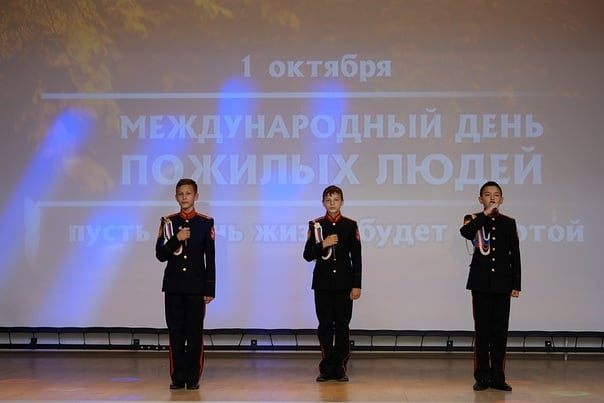 1 октября
МЕЖДУНАРОДНЫЙ ДЕНЬ
ПОЖИЛЫХ ЛЮДЕЙ
пусть будет